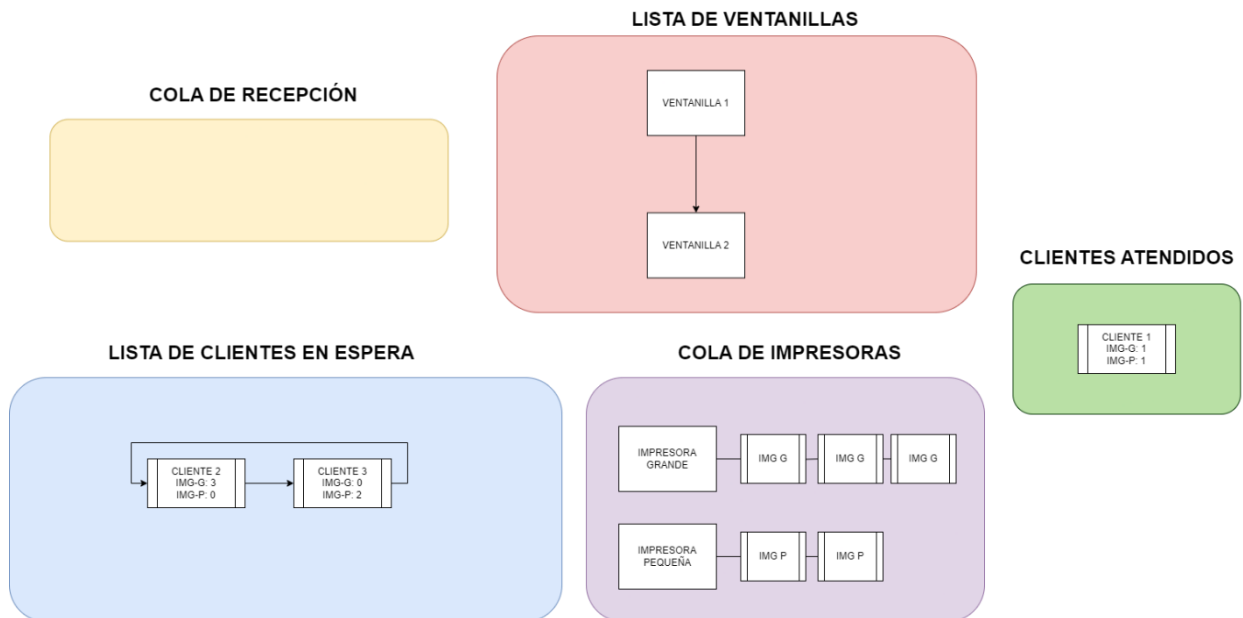 LISTA DE VENTANILLAS
VENTANILLA 1
VENTANILLA 2
COLA DE RECEPCIÓN
CLIENTES ATENDIDOS
CLIENTE 1
IMG-G: 1
IMG-P: 1
LISTA DE CLIENTES EN ESPERA
CLIENTE 2
IMG-G: 3
IMG-P: 0
CLIENTE 3
IMG-G: 0
IMG-P: 2
COLA DE IMPRESORAS
IMPRESORA
GRANDE
IMG G
IMG G
IMG G
IMPRESORA
PEQUEÑA
IMG P
IMG P